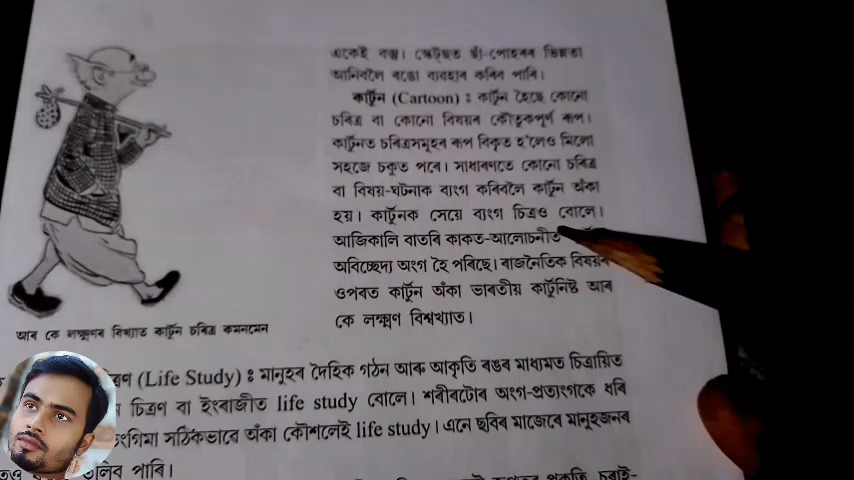 একেই বস্তু। স্কেচত ছাঁ-পোহৰৰ ভিন্নতা
আনিবলৈ ৰঙো ব্যৱহাৰ কৰিব পাৰি।
কাৰ্টুন (Cartoon) : কাৰ্টুন হৈছে কোনো
চৰিত্ৰ বা কোনো বিষয়ৰ কৌতুকপূৰ্ণ ৰূপ।
কাৰ্টুনত চৰিত্ৰসমূহৰ ৰূপ বিকৃত হ'লেও মিলো
সহজে চকুত পৰে। সাধাৰণতে কোনো চৰিত্ৰ
বা বিষয়-ঘটনাক ব্যংগ কৰিবলৈ কাৰ্টুন অঁকা
হয়। কাৰ্টুনক সেয়ে ব্যংগ চিত্ৰও বোলে।
আজিকালি বাতৰি কাকত-আলোচনীত
অবিচ্ছেদ্য অংগ হৈ পৰিছে। ৰাজনৈতিক বিষয়ৰ
ওপৰত কাৰ্টুন আঁকা ভাৰতীয় কাৰ্টুনিষ্ট আৰ
কে লক্ষ্মণ বিশ্বখ্যাত।
আৰ কে লক্ষ্মণৰ বিখ্যাত কাৰ্টুন চৰিত্ৰ কমনমেন
(Life Study) : মানুহৰ দৈহিক গঠন আৰু আকৃতি ৰঙৰ মাধ্যমত চিত্ৰায়িত
চিত্ৰণ বা ইংৰাজীত life study বোলে। শৰীৰটোৰ অংগ-প্ৰত্যংগকে ধৰি
সঠিকভাৱে অঁকা কৌশলেই life study। এনে ছবিৰ মাজেৰে মানুহজনৰ
তুলিব পাৰি।